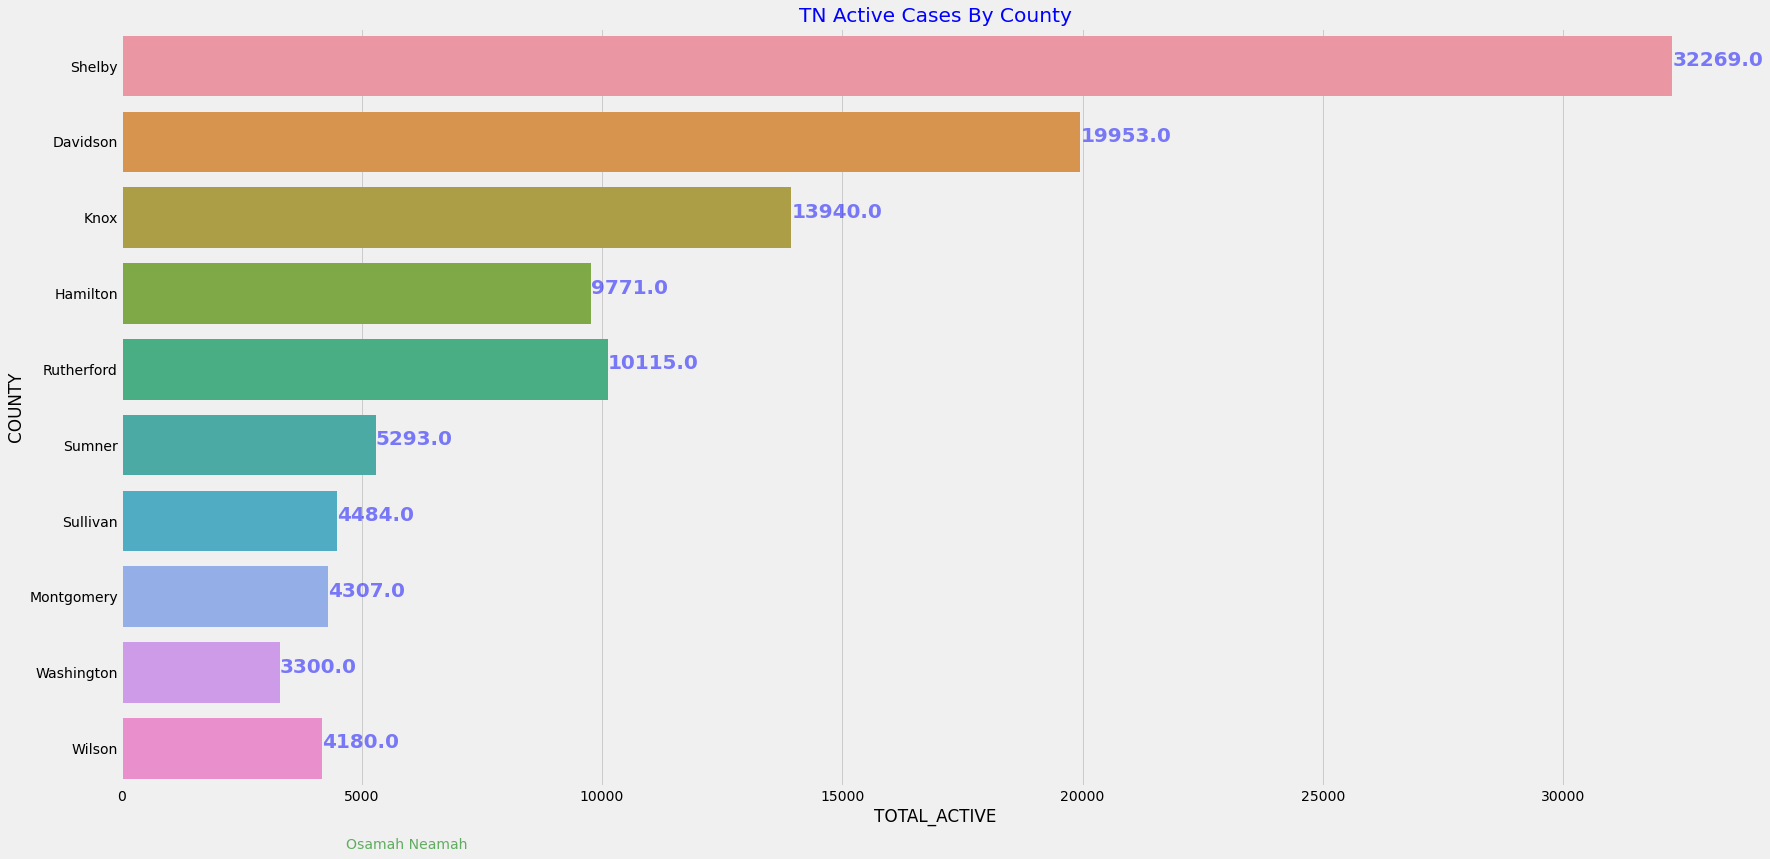 TN Active Cases By County
COUNTY
Shelby 32269.0
Davidson 19953.0
Knox 13940.0
Hamilton 9771.0
Rutherford 10115.0
Sumner 5293.0
Sullivan 4484.0
Montgomery 4307.0
Washington 3300.0
Wilson 4180.0
0 5000 10000 15000 20000 25000 30000
TOTAL_ACTIVE
Osamah Neamah